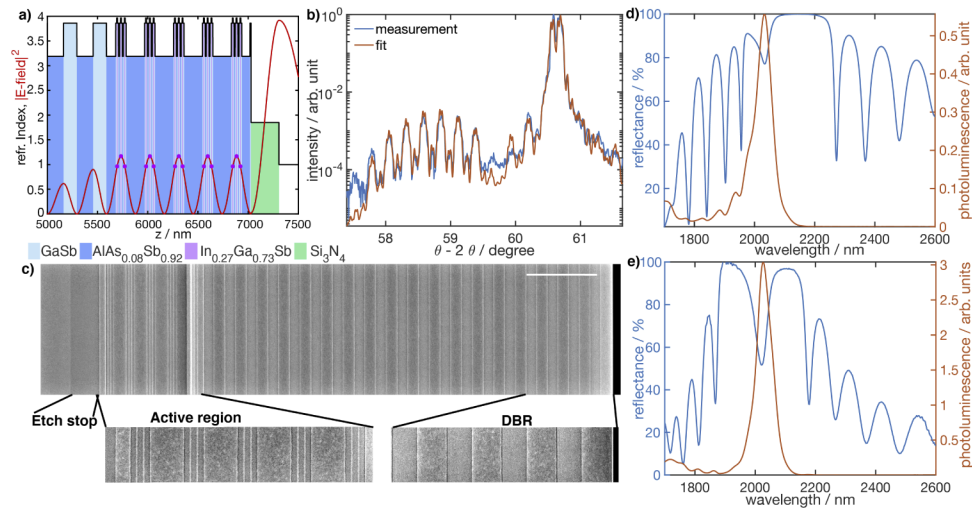 a)
refr. Index, |E-field|²
4
3.5
3
2.5
2
1.5
1
0.5
0
5000 5500 6000 6500 7000 7500
z / nm
GaSb AlAs0.08Sb0.92 In0.27Ga0.73Sb Si3N4
b)
intensity / arb. unit
10⁰
10⁻²
10⁻⁴
measurement
fit
58 59 60 61
θ - 2 θ / degree
c)
Etch stop
Active region
DBR
d)
reflectance / %
100
80
60
40
20
1800 2000 2200 2400 2600
wavelength / nm
photoluminescence / arb. unit
0.5
0.4
0.3
0.2
0.1
0
e)
reflectance / %
100
80
60
40
20
0
1800 2000 2200 2400 2600
wavelength / nm
photoluminescence / arb. units
3
2.5
2
1.5
1
0.5